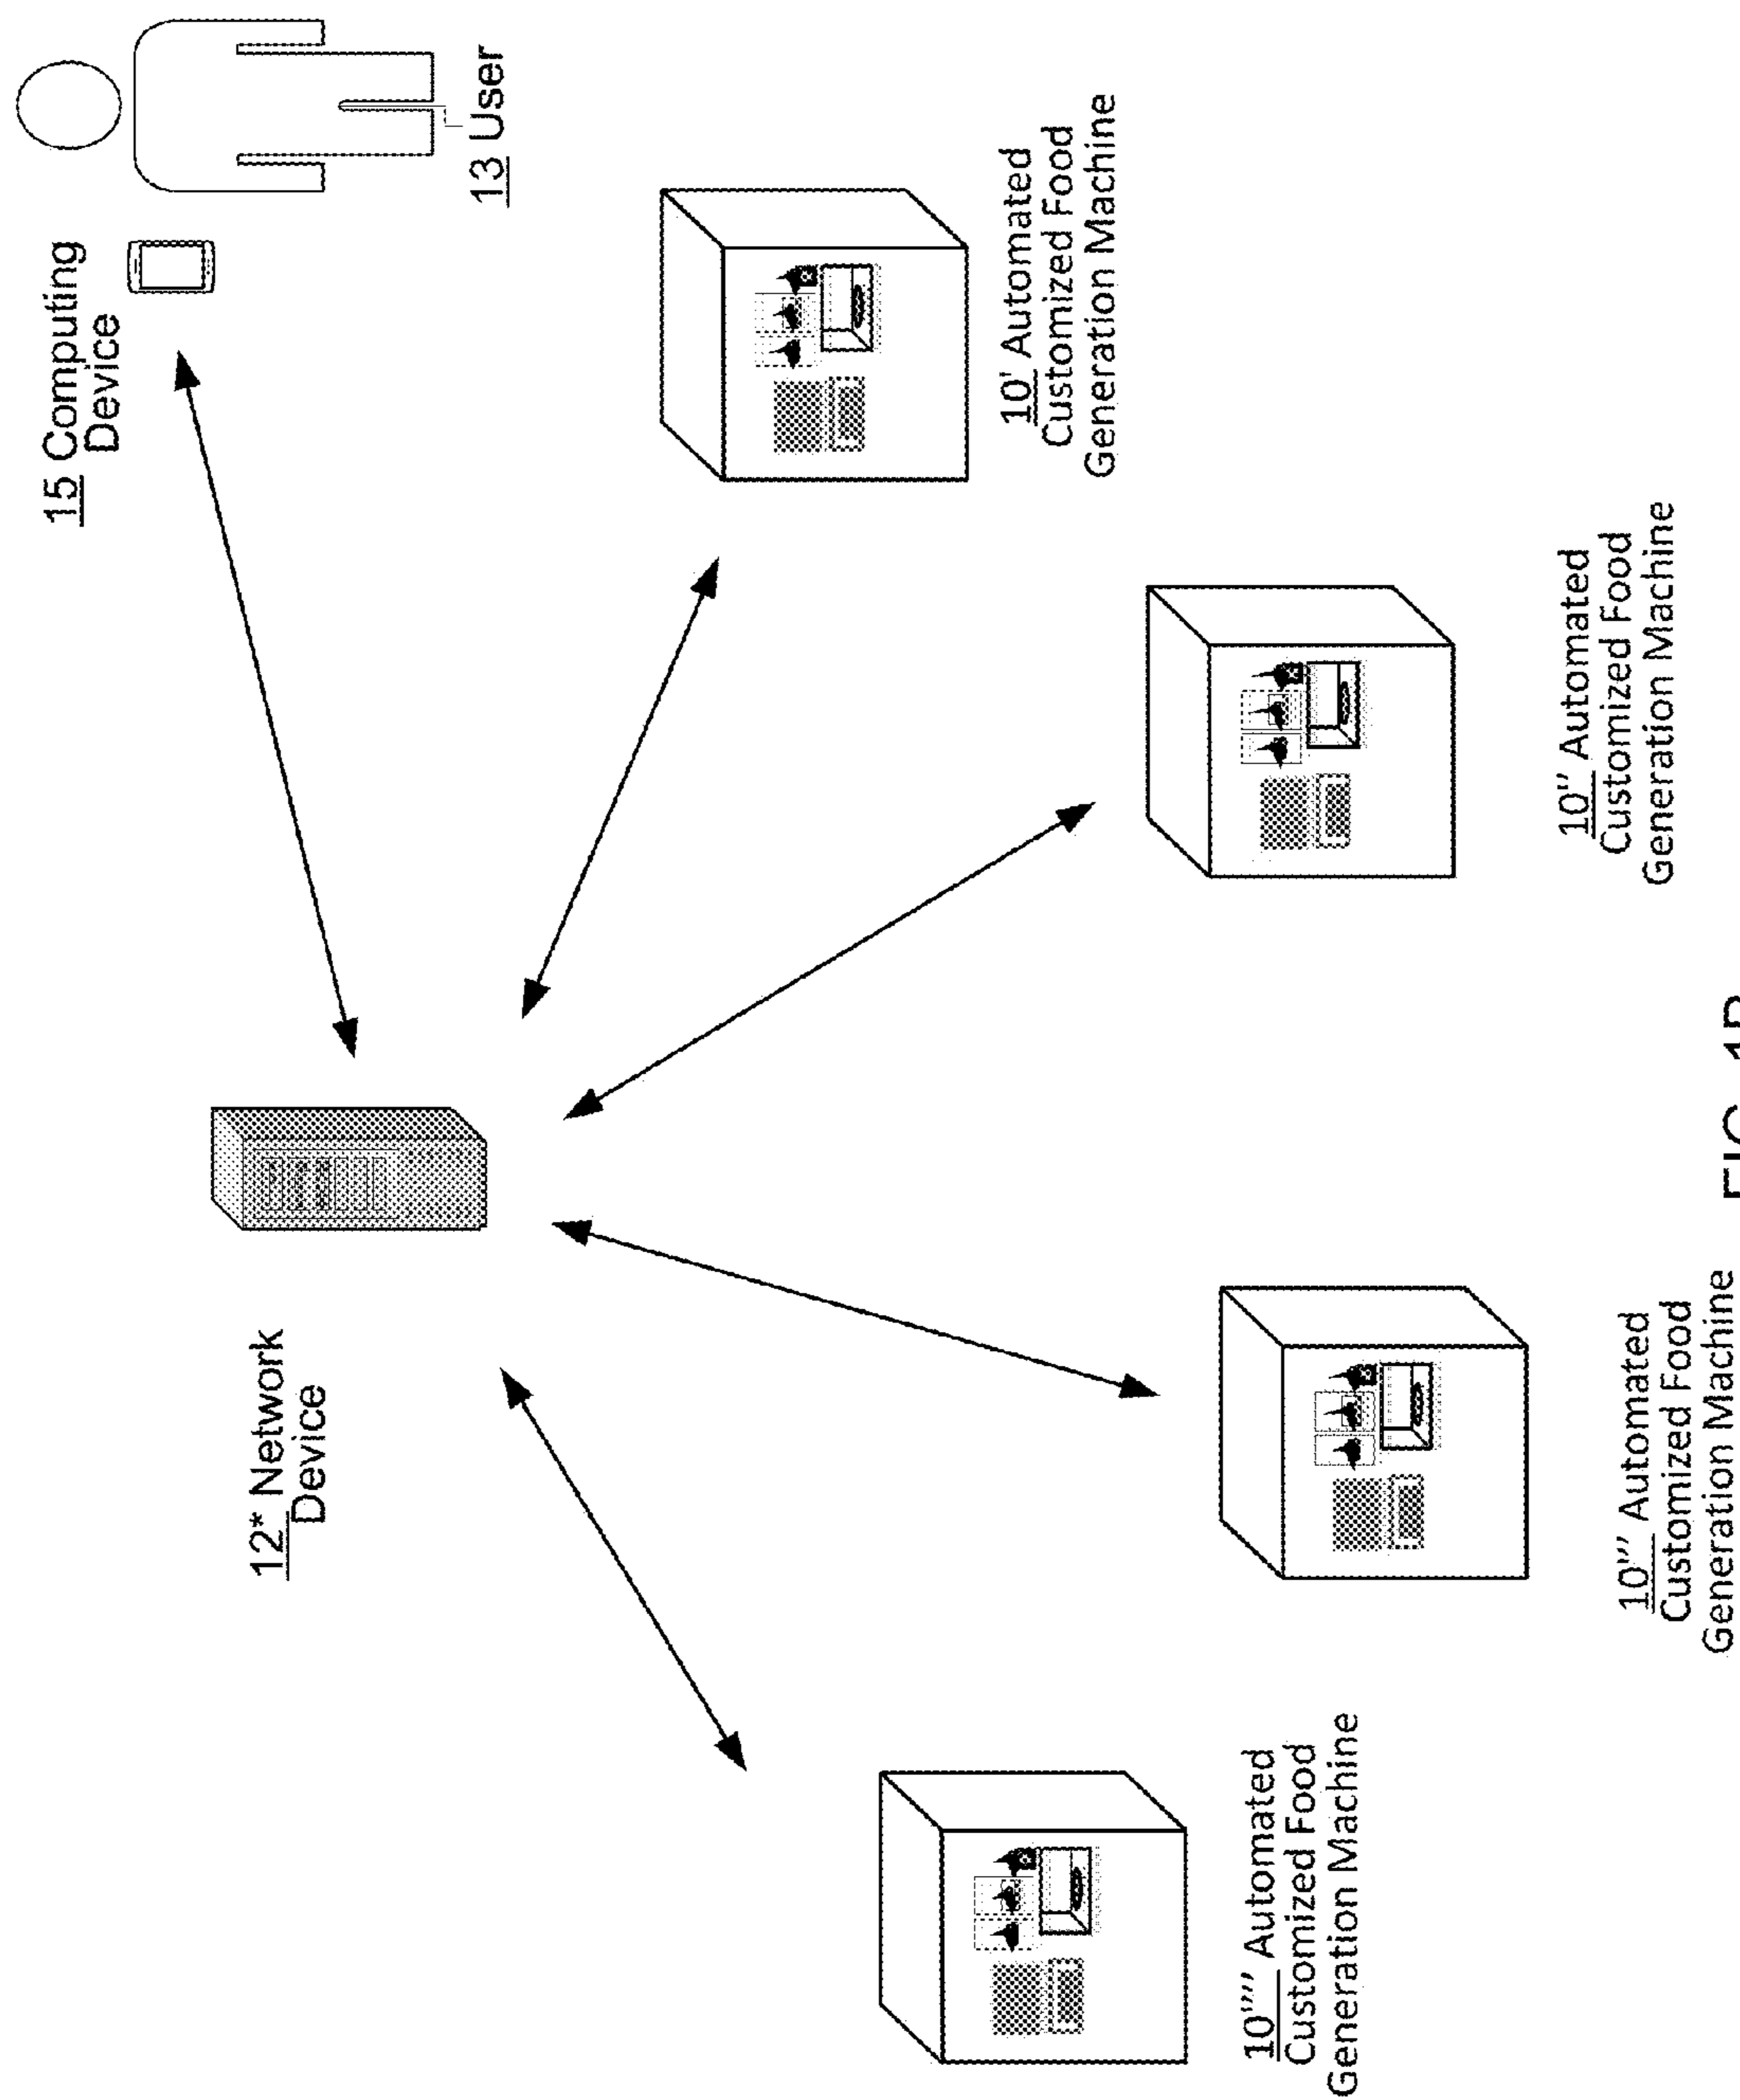 15 Computing
Device
13 User
12* Network
Device
10' Automated
Customized Food
Generation Machine
10'' Automated
Customized Food
Generation Machine
10''' Automated
Customized Food
Generation Machine
10'''' Automated
Customized Food
Generation Machine